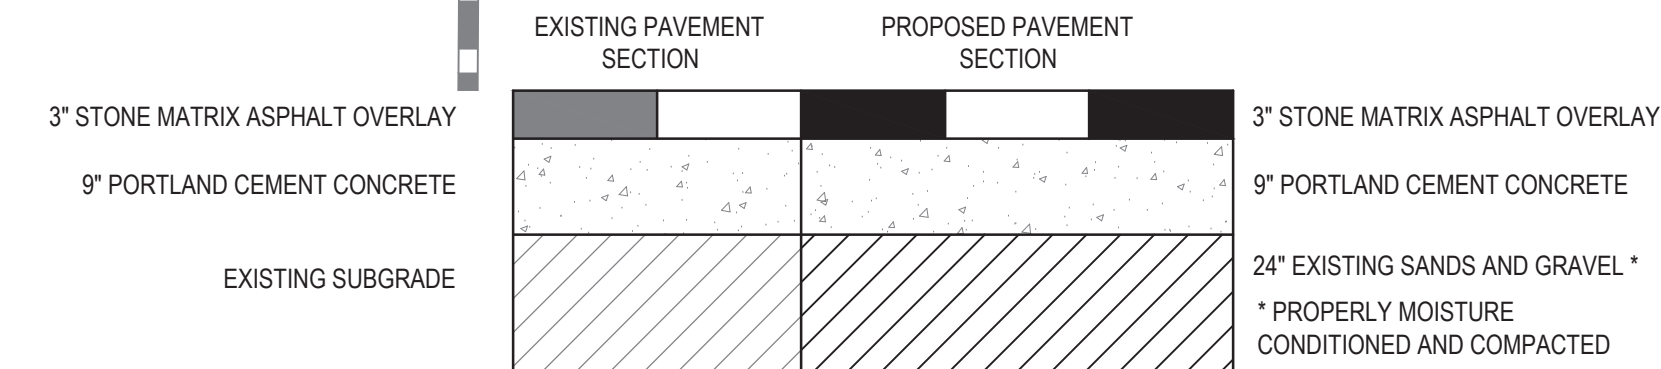 EXISTING PAVEMENT
SECTION
PROPOSED PAVEMENT
SECTION
3" STONE MATRIX ASPHALT OVERLAY
9" PORTLAND CEMENT CONCRETE
EXISTING SUBGRADE
3" STONE MATRIX ASPHALT OVERLAY
9" PORTLAND CEMENT CONCRETE
24" EXISTING SANDS AND GRAVEL *
* PROPERLY MOISTURE
CONDITIONED AND COMPACTED